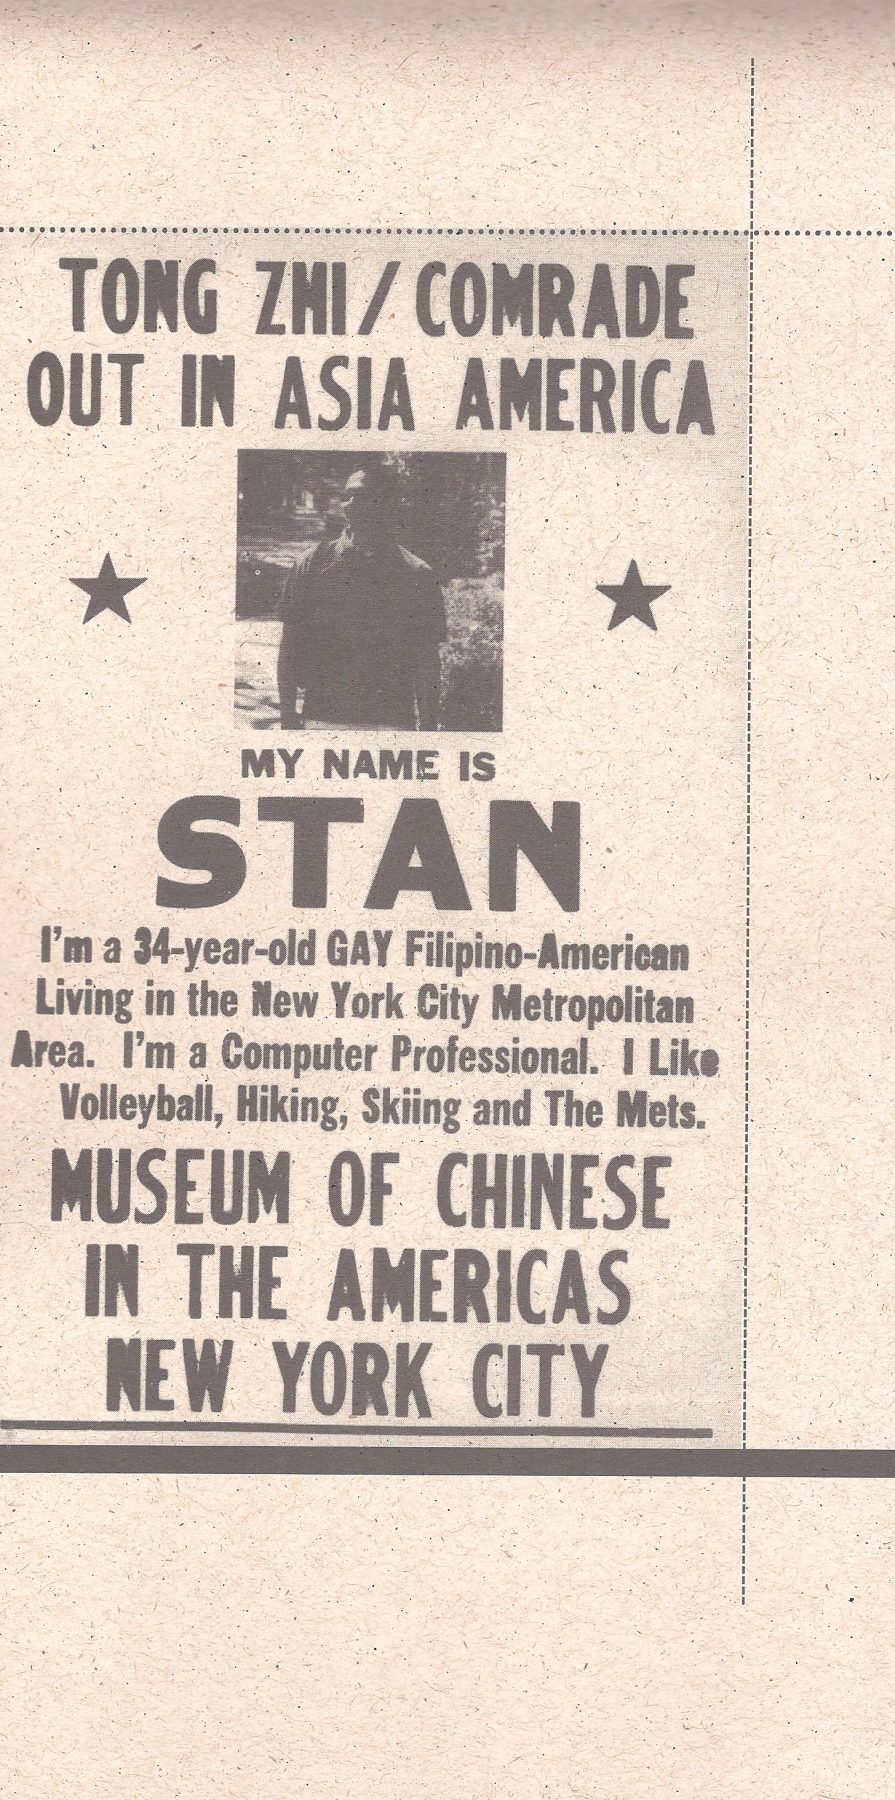 TONG ZHI/COMRADE
OUT IN ASIA AMERICA
MY NAME IS
STAN
I'm a 34-year-old GAY Filipino-American
Living in the New York City Metropolitan
Area. I'm a Computer Professional. I Like
Volleyball, Hiking, Skiing and The Mets.
MUSEUM OF CHINESE
IN THE AMERICAS
NEW YORK CITY